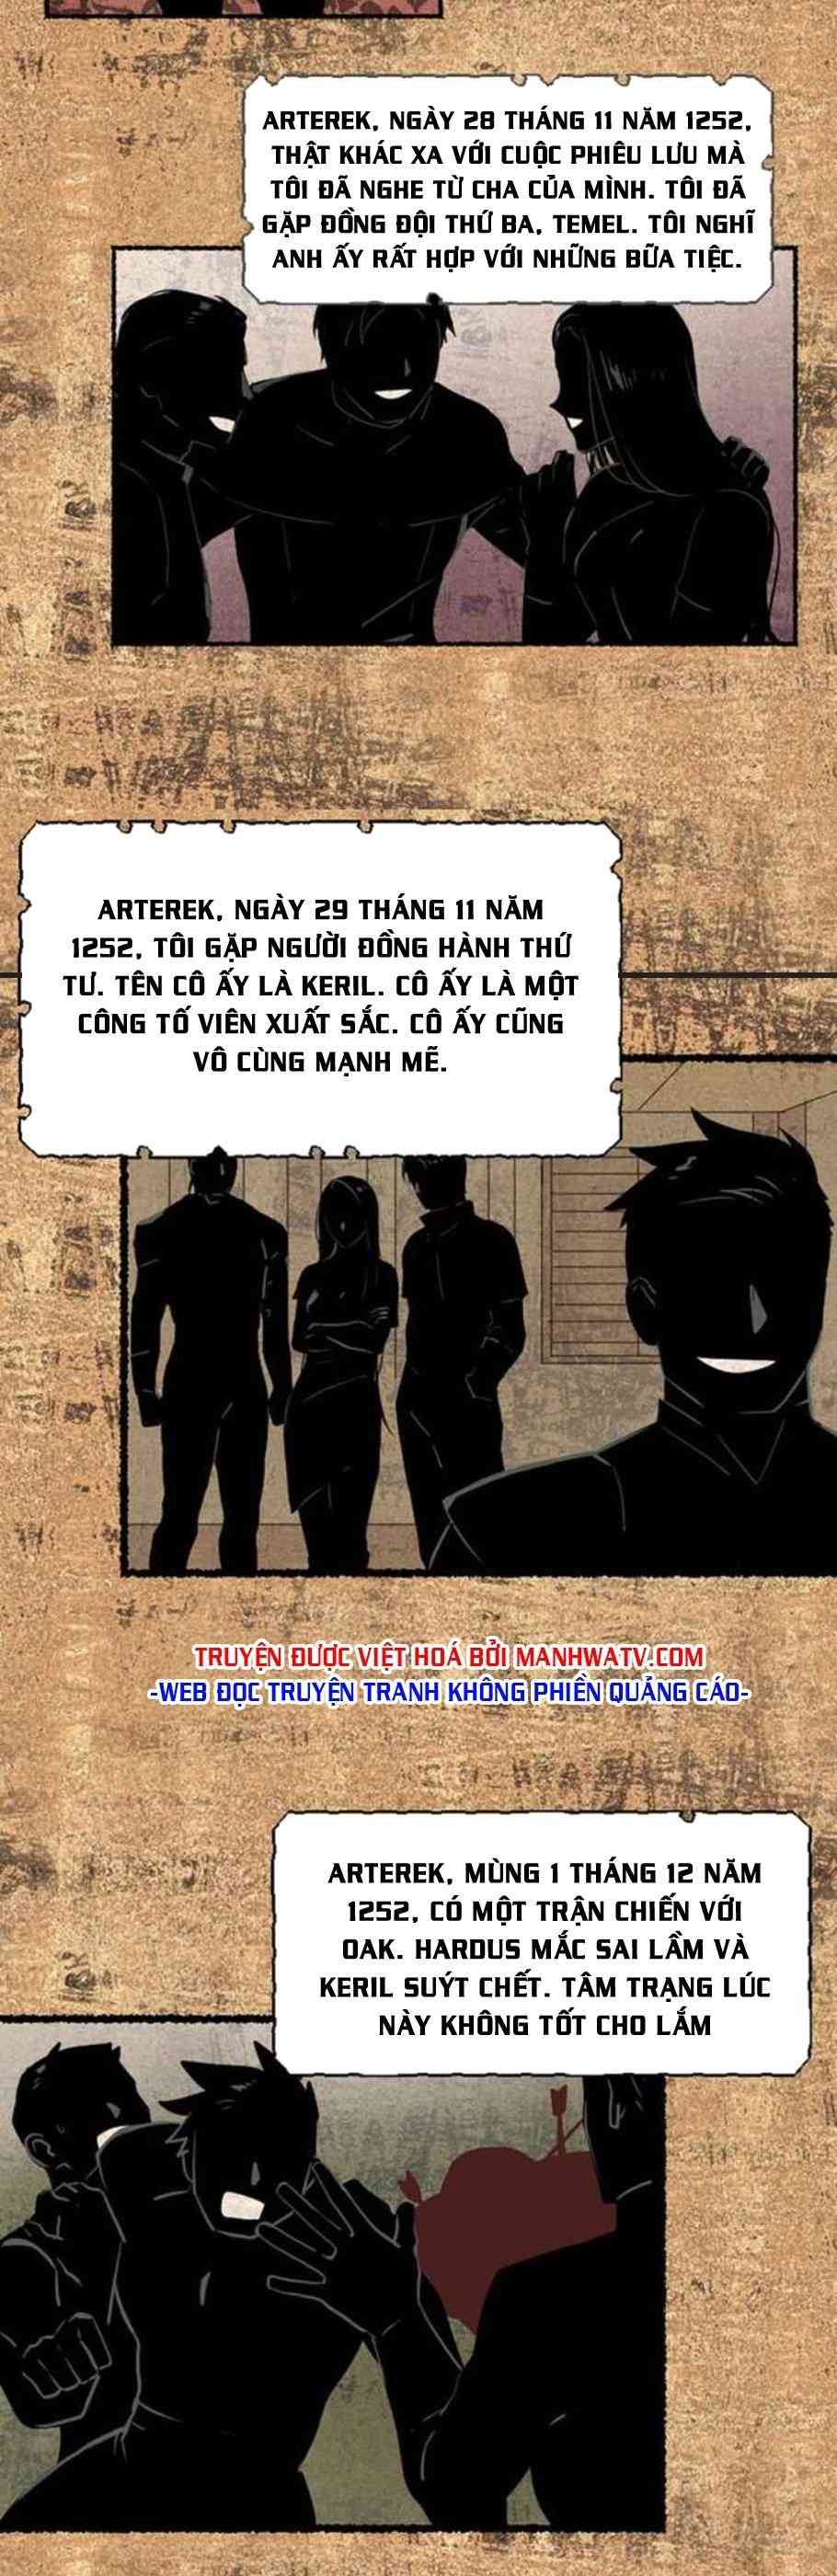 ARTEREK, NGÀY 28 THÁNG 11 NĂM 1252,
THẬT KHÁC XA VỚI CUỘC PHIÊU LƯU MÀ
TÔI ĐÃ NGHE TỪ CHA CỦA MÌNH. TÔI ĐÃ
GẶP ĐỒNG ĐỘI THỨ BA, TEMEL. TÔI NGHĨ
ANH ẤY RẤT HỢP VỚI NHỮNG BỮA TIỆC.
ARTEREK, NGÀY 29 THÁNG 11 NĂM
1252, TÔI GẶP NGƯỜI ĐỒNG HÀNH THỨ
TƯ. TÊN CÔ ẤY LÀ KERIL. CÔ ẤY LÀ MỘT
CÔNG TỐ VIÊN XUẤT SẮC. CÔ ẤY CŨNG
VÔ CÙNG MẠNH MẼ.
TRUYỆN ĐƯỢC VIỆT HOÁ BỞI MANHWATV.COM
-WEB ĐỌC TRUYỆN TRANH KHÔNG PHIỀN QUẢNG CÁO-
ARTEREK, MÙNG 1 THÁNG 12 NĂM
1252, CÓ MỘT TRẬN CHIẾN VỚI
OAK. HARDUS MẮC SAI LẦM VÀ
KERIL SUÝT CHẾT. TÂM TRẠNG LÚC
NÀY KHÔNG TỐT CHO LẮM